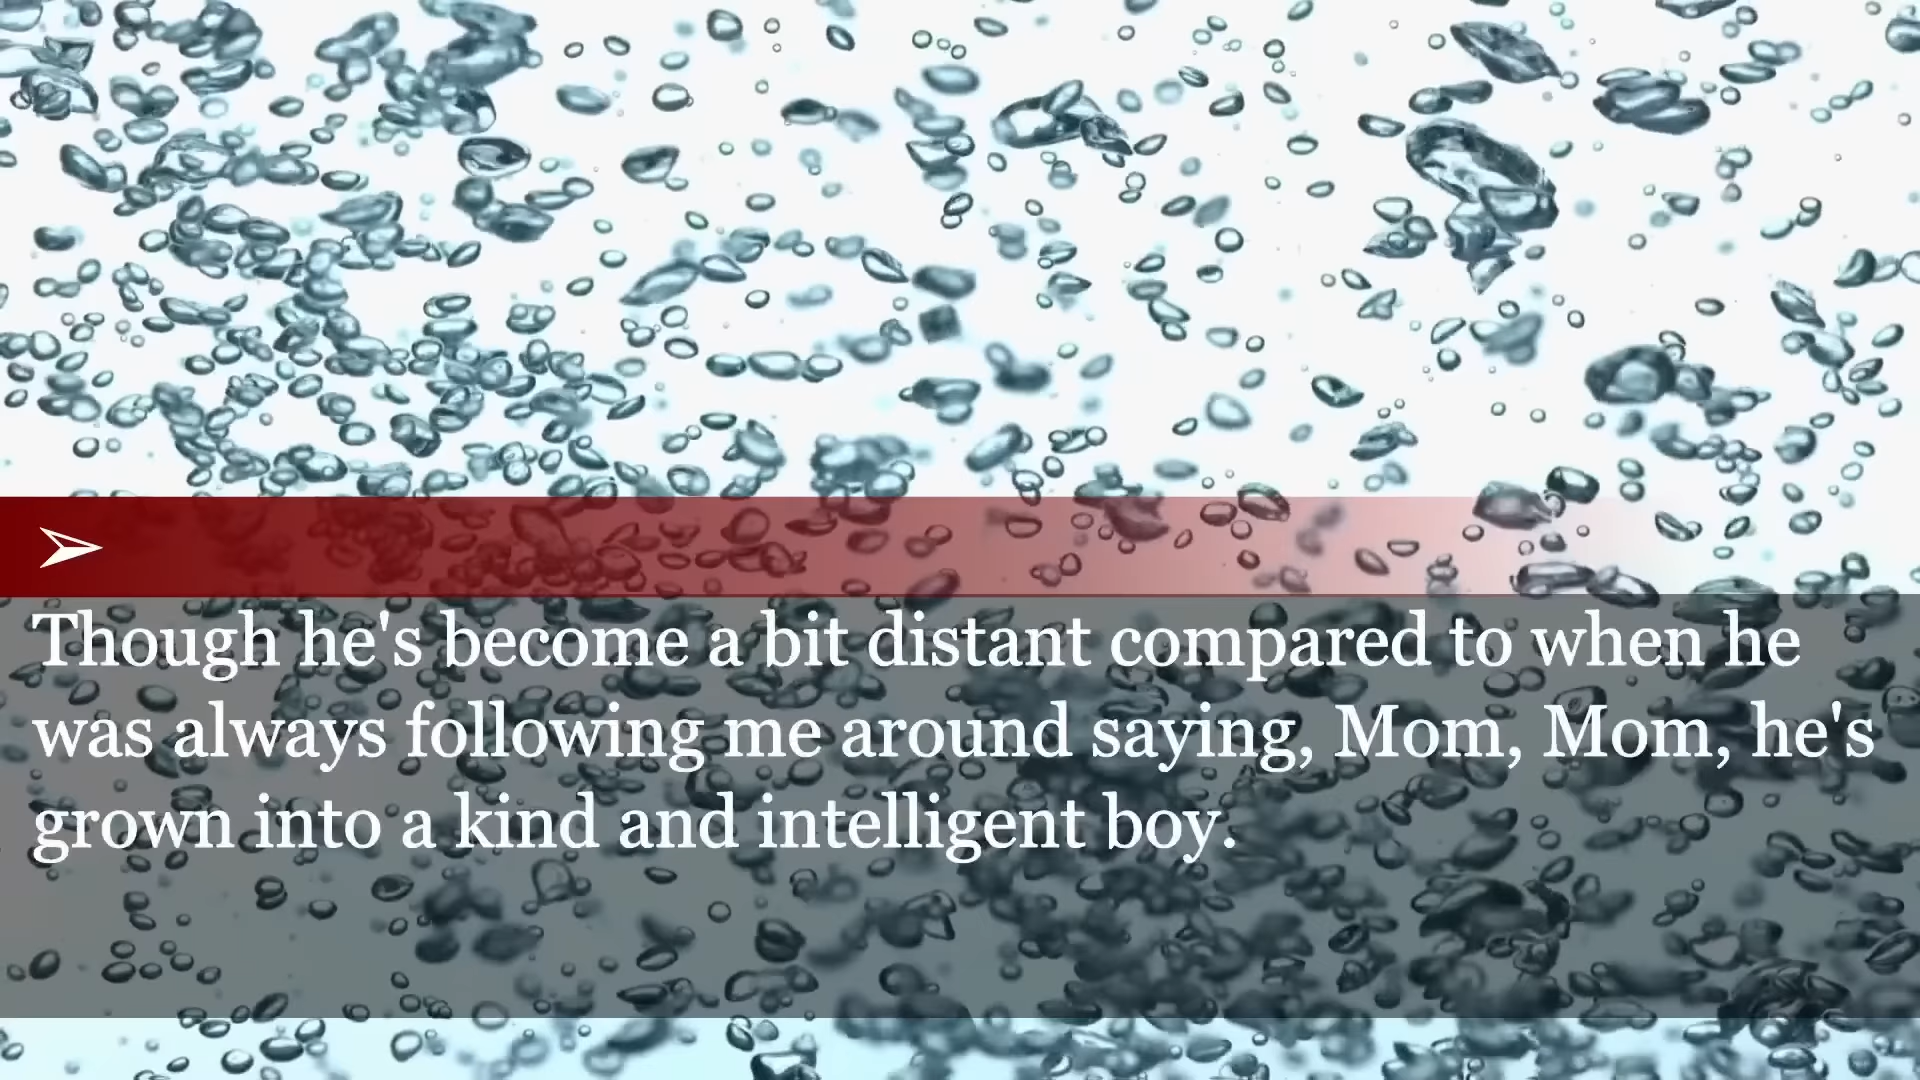 Though he's become a bit distant compared to when he
was always following me around saying, Mom, Mom, he's
grown into a kind and intelligent boy.